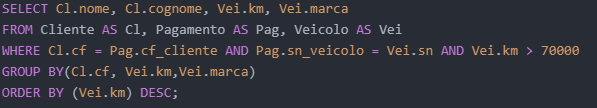 SELECT Cl.nome, Cl.cognome, Vei.km, Vei.marca
FROM Cliente AS Cl, Pagamento AS Pag, Veicolo AS Vei
WHERE Cl.cf = Pag.cf_cliente AND Pag.sn_veicolo = Vei.sn AND Vei.km > 70000
GROUP BY(Cl.cf, Vei.km,Vei.marca)
ORDER BY (Vei.km) DESC;